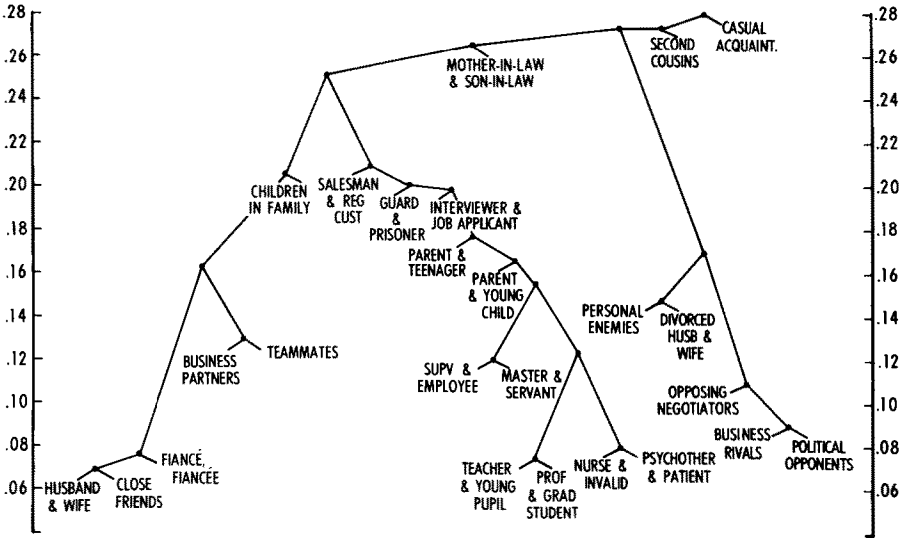 .28
.26
.24
.22
.20
.18
.16
.14
.12
.10
.08
.06
CASUAL
ACQUAINT.
SECOND
COUSINS
MOTHER-IN-LAW
& SON-IN-LAW
CHILDREN
IN FAMILY
SALESMAN
& REG
CUST
GUARD
&
PRISONER
INTERVIEWER &
JOB APPLICANT
PARENT &
TEENAGER
PARENT
& YOUNG
CHILD
PERSONAL
ENEMIES
DIVORCED
HUSB &
WIFE
BUSINESS
PARTNERS
TEAMMATES
SUPV &
EMPLOYEE
MASTER &
SERVANT
OPPOSING
NEGOTIATORS
BUSINESS
RIVALS
POLITICAL
OPPONENTS
HUSBAND
& WIFE
CLOSE
FRIENDS
FIANCÉ,
FIANCÉE
TEACHER
& YOUNG
PUPIL
PROF
& GRAD
STUDENT
NURSE &
INVALID
PSYCHOTHER
& PATIENT
.28
.26
.24
.22
.20
.18
.16
.14
.12
.10
.08
.06